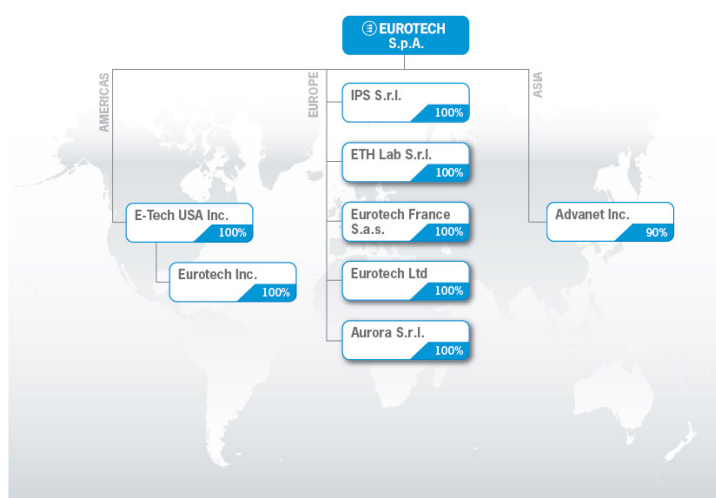 EUROTECH
S.p.A.
AMERICAS
EUROPE
ASIA
IPS S.r.l.
100%
ETH Lab S.r.l.
100%
E-Tech USA Inc.
100%
Eurotech France
S.a.s.
100%
Advanet Inc.
90%
Eurotech Inc.
100%
Eurotech Ltd
100%
Aurora S.r.l.
100%